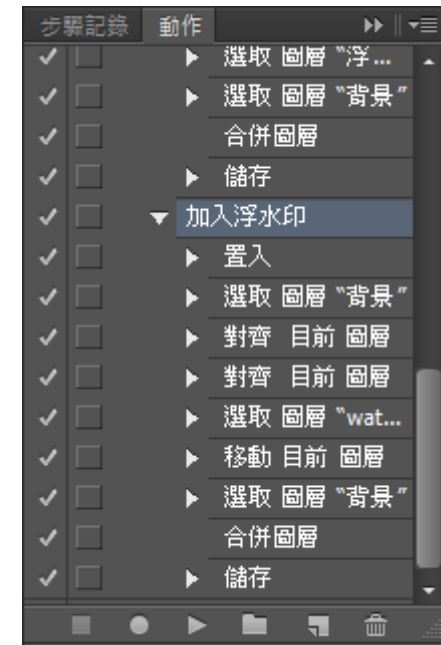 步驟記錄 動作
選取 圖層 “浮...
選取 圖層 “背景”
合併圖層
儲存
加入浮水印
置入
選取 圖層 “背景”
對齊 目前 圖層
對齊 目前 圖層
選取 圖層 “wat...
移動 目前 圖層
選取 圖層 “背景”
合併圖層
儲存